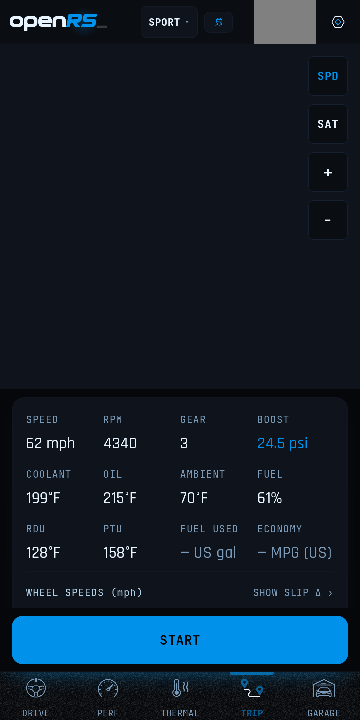 openRS_
SPORT
SPD
SAT
+
-
SPEED RPM GEAR BOOST
62 mph 4340 3 24.5 psi
COOLANT OIL AMBIENT FUEL
199°F 215°F 70°F 61%
RDU PTU FUEL USED ECONOMY
128°F 158°F — US gal — MPG (US)
WHEEL SPEEDS (mph) SHOW SLIP Δ ›
START
DRIVE PERF THERMAL TRIP GARAGE